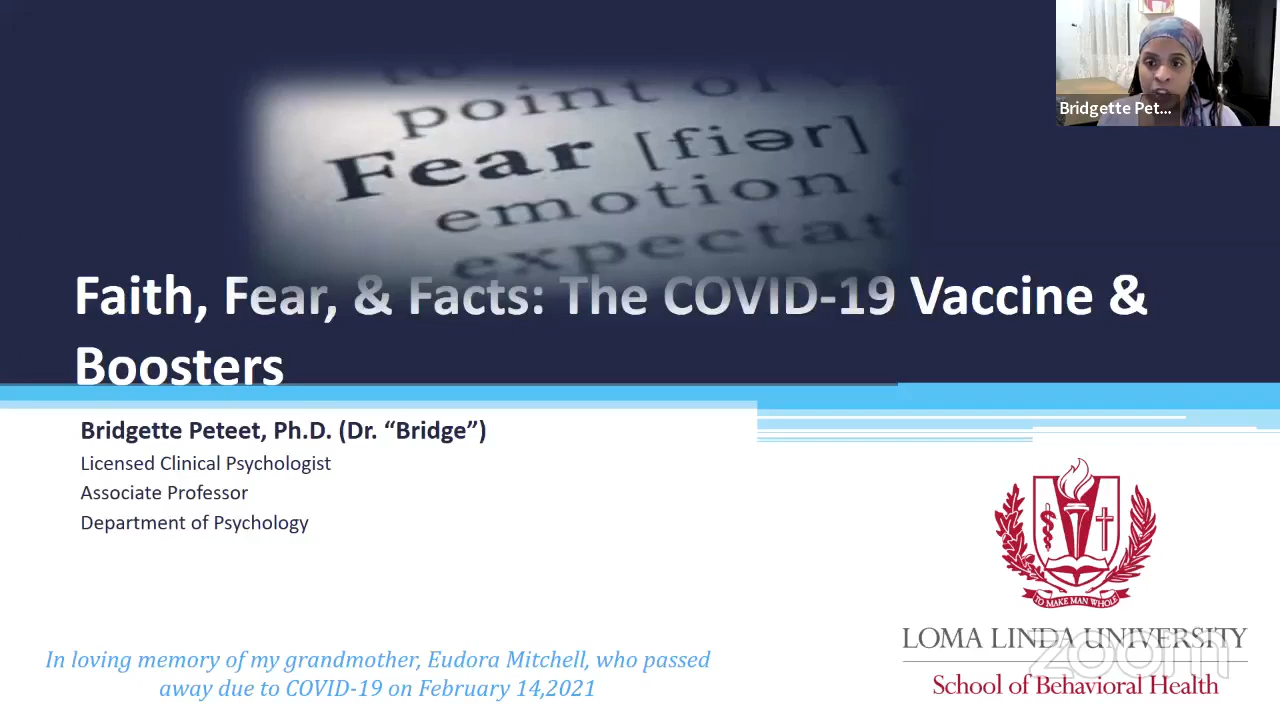 point of
Fear [fiər]
emotion
expectat
Bridgette Pet...
Faith, Fear, & Facts: The COVID-19 Vaccine &
Boosters
Bridgette Peteet, Ph.D. (Dr. “Bridge”)
Licensed Clinical Psychologist
Associate Professor
Department of Psychology
TO MAKE MAN WHOLE
LOMA LINDA UNIVERSITY
zoom
School of Behavioral Health
In loving memory of my grandmother, Eudora Mitchell, who passed
away due to COVID-19 on February 14,2021